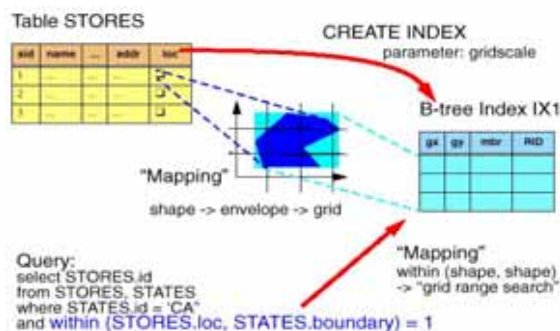 Table STORES
CREATE INDEX
parameter: gridscale
sid name ... addr loc
1 ... ... ...
2 ... ... ...
3 ... ... ...
B-tree Index IX1
gx gy mbr RID
"Mapping"
shape -> envelope -> grid
"Mapping"
within (shape, shape)
-> "grid range search"
Query:
select STORES.id
from STORES, STATES
where STATES.id = 'CA"
and within (STORES.loc, STATES.boundary) = 1